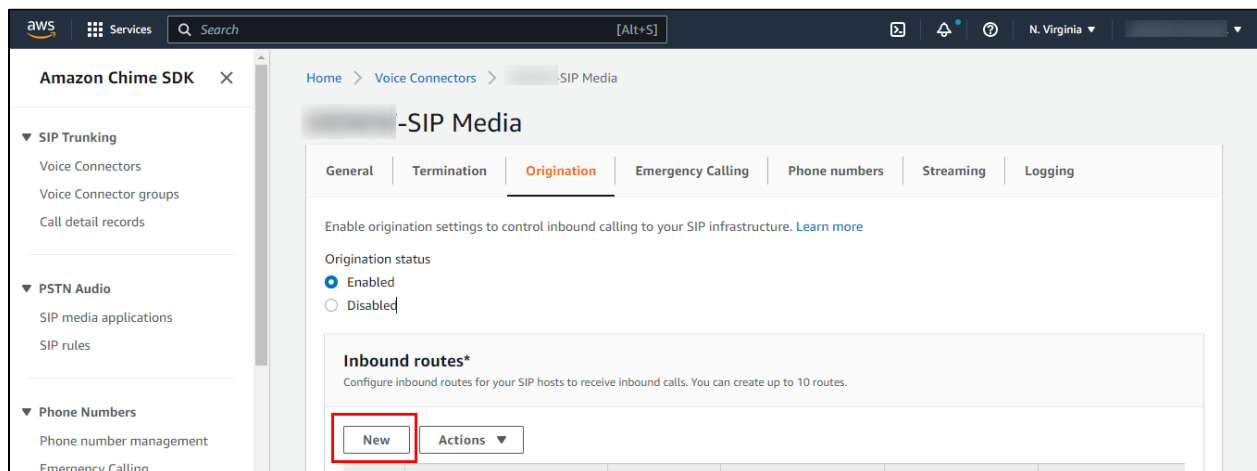 aws Services Search [Alt+S] N. Virginia
Amazon Chime SDK
SIP Trunking
Voice Connectors
Voice Connector groups
Call detail records
PSTN Audio
SIP media applications
SIP rules
Phone Numbers
Phone number management
Emergency Calling
Home > Voice Connectors > -SIP Media
-SIP Media
General Termination Origination Emergency Calling Phone numbers Streaming Logging
Enable origination settings to control inbound calling to your SIP infrastructure. Learn more
Origination status
Enabled
Disabled
Inbound routes*
Configure inbound routes for your SIP hosts to receive inbound calls. You can create up to 10 routes.
New Actions